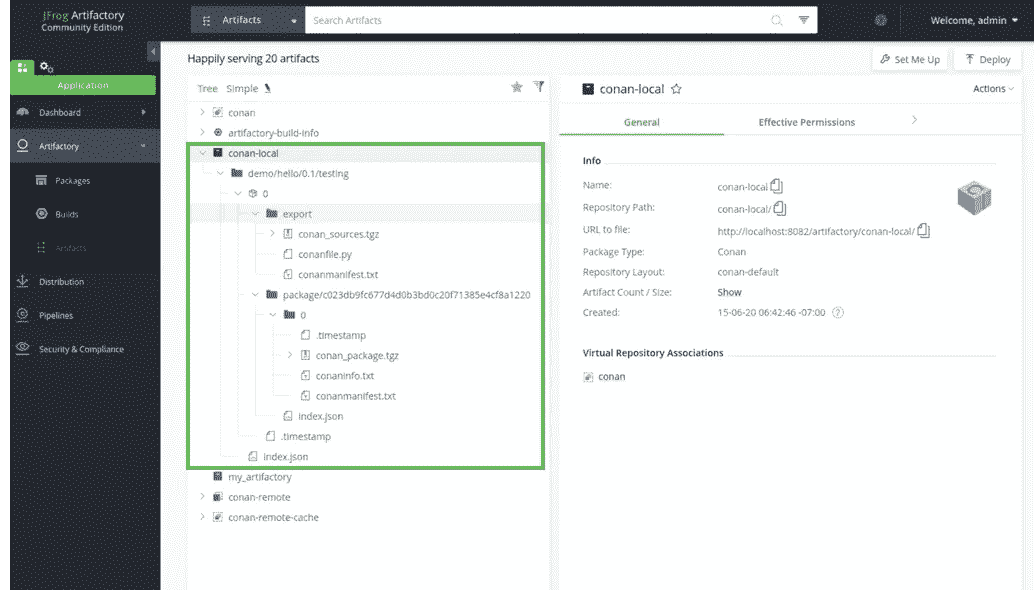 jFrog Artifactory
Community Edition
Artifacts
Search Artifacts
Welcome, admin
Application
Dashboard
Artifactory
Packages
Builds
Artifacts
Distribution
Pipelines
Security & Compliance
Happily serving 20 artifacts
Set Me Up
Deploy
Tree Simple
conan
artifactory-build-info
conan-local
demo/hello/0.1/testing
0
export
conan_sources.tgz
conanfile.py
conanmanifest.txt
package/c023db9fc677d4d0b3bd0c20f71385e4cf8a1220
0
.timestamp
conan_package.tgz
conaninfo.txt
conanmanifest.txt
index.json
.timestamp
index.json
my_artifactory
conan-remote
conan-remote-cache
conan-local
Actions
General Effective Permissions
Info
Name: conan-local
Repository Path: conan-local/
URL to file: http://localhost:8082/artifactory/conan-local/
Package Type: Conan
Repository Layout: conan-default
Artifact Count / Size: Show
Created: 15-06-20 06:42:46 -07:00
Virtual Repository Associations
conan